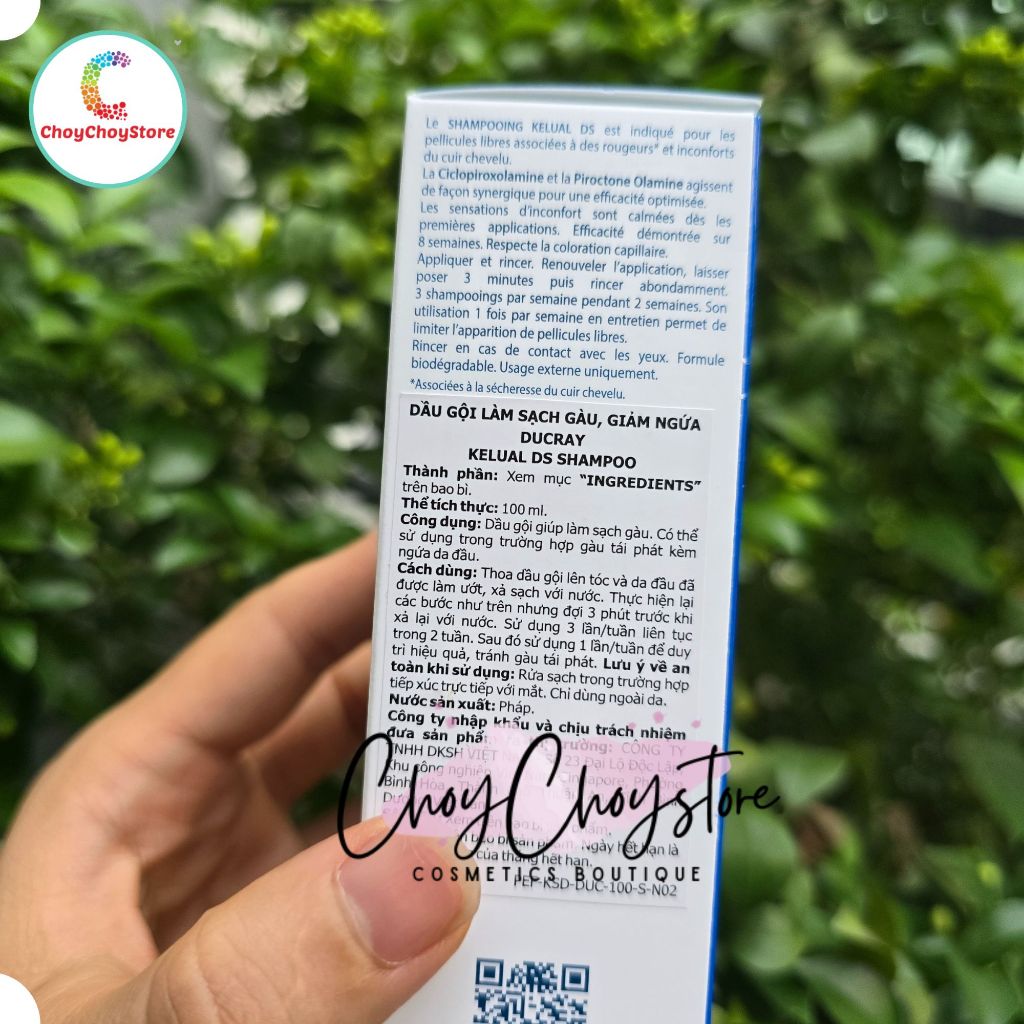 ChoyChoyStore
Le SHAMPOOING KELUAL DS est indiqué pour les
pellicules libres associées à des rougeurs* et inconforts
du cuir chevelu.
La Ciclopiroxolamine et la Piroctone Olamine agissent
de façon synergique pour une efficacité optimisée.
Les sensations d'inconfort sont calmées dès les
premières applications. Efficacité démontrée sur
8 semaines. Respecte la coloration capillaire.
Appliquer et rincer. Renouveler l'application, laisser
poser 3 minutes puis rincer abondamment.
3 shampooings par semaine pendant 2 semaines. Son
utilisation 1 fois par semaine en entretien permet de
limiter l'apparition de pellicules libres.
Rincer en cas de contact avec les yeux. Formule
biodégradable. Usage externe uniquement.
*Associées à la sécheresse du cuir chevelu.
DẦU GỘI LÀM SẠCH GÀU, GIẢM NGỨA
DUCRAY
KELUAL DS SHAMPOO
Thành phần: Xem mục "INGREDIENTS"
trên bao bì.
Thể tích thực: 100 ml.
Công dụng: Dầu gội giúp làm sạch gàu. Có thể
sử dụng trong trường hợp gàu tái phát kèm
ngứa da đầu.
Cách dùng: Thoa dầu gội lên tóc và da đầu đã
được làm ướt, xả sạch với nước. Thực hiện lại
các bước như trên nhưng đợi 3 phút trước khi
xả lại với nước. Sử dụng 3 lần/tuần liên tục
trong 2 tuần. Sau đó sử dụng 1 lần/tuần để duy
trì hiệu quả, tránh gàu tái phát. Lưu ý về an
toàn khi sử dụng: Rửa sạch trong trường hợp
tiếp xúc trực tiếp với mắt. Chỉ dùng ngoài da.
Nước sản xuất: Pháp.
Công ty nhập khẩu và chịu trách nhiệm
đưa sản phẩm trường: CÔNG TY
TNHH DKSH VIỆT 23 Đại Lộ Độc Lập,
Khu công nghiệp Singapore, Phường
Bình Hòa,
ChoyChoystore
Ngày hết hạn là
của tháng hết hạn.
COSMETICS BOUTIQUE
PEF-KSD-DUC-100-S-N02